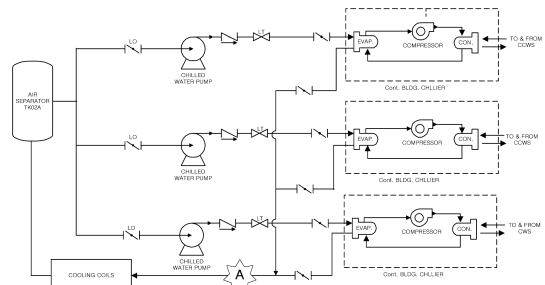 LO
LT
EVAP.
COMPRESSOR
CON.
TO & FROM
CCWS
CHILLED
WATER PUMP
Cont. BLDG. CHLLIER
AIR
SEPARATOR
TK02A
LO
LT
EVAP.
COMPRESSOR
CON.
TO & FROM
CCWS
CHILLED
WATER PUMP
Cont. BLDG. CHLLIER
LO
LT
EVAP.
COMPRESSOR
CON.
TO & FROM
CWS
CHILLED
WATER PUMP
Cont. BLDG. CHLLIER
COOLING COILS
A